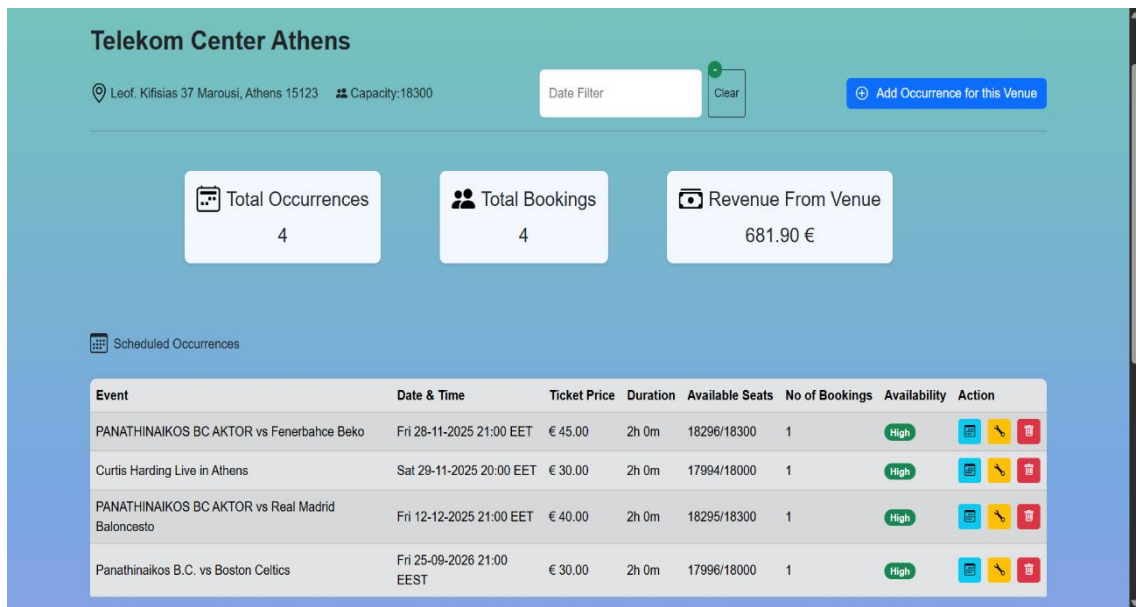 Telekom Center Athens
Leof. Kifisias 37 Marousi, Athens 15123 Capacity:18300 Date Filter - Clear Add Occurrence for this Venue
Total Occurrences Total Bookings Revenue From Venue
4 4 681.90 €
Scheduled Occurrences
Event Date & Time Ticket Price Duration Available Seats No of Bookings Availability Action
PANATHINAIKOS BC AKTOR vs Fenerbahce Beko Fri 28-11-2025 21:00 EET € 45.00 2h 0m 18296/18300 1 High
Curtis Harding Live in Athens Sat 29-11-2025 20:00 EET € 30.00 2h 0m 17994/18000 1 High
PANATHINAIKOS BC AKTOR vs Real Madrid
Baloncesto Fri 12-12-2025 21:00 EET € 40.00 2h 0m 18295/18300 1 High
Panathinaikos B.C. vs Boston Celtics Fri 25-09-2026 21:00
EEST € 30.00 2h 0m 17996/18000 1 High